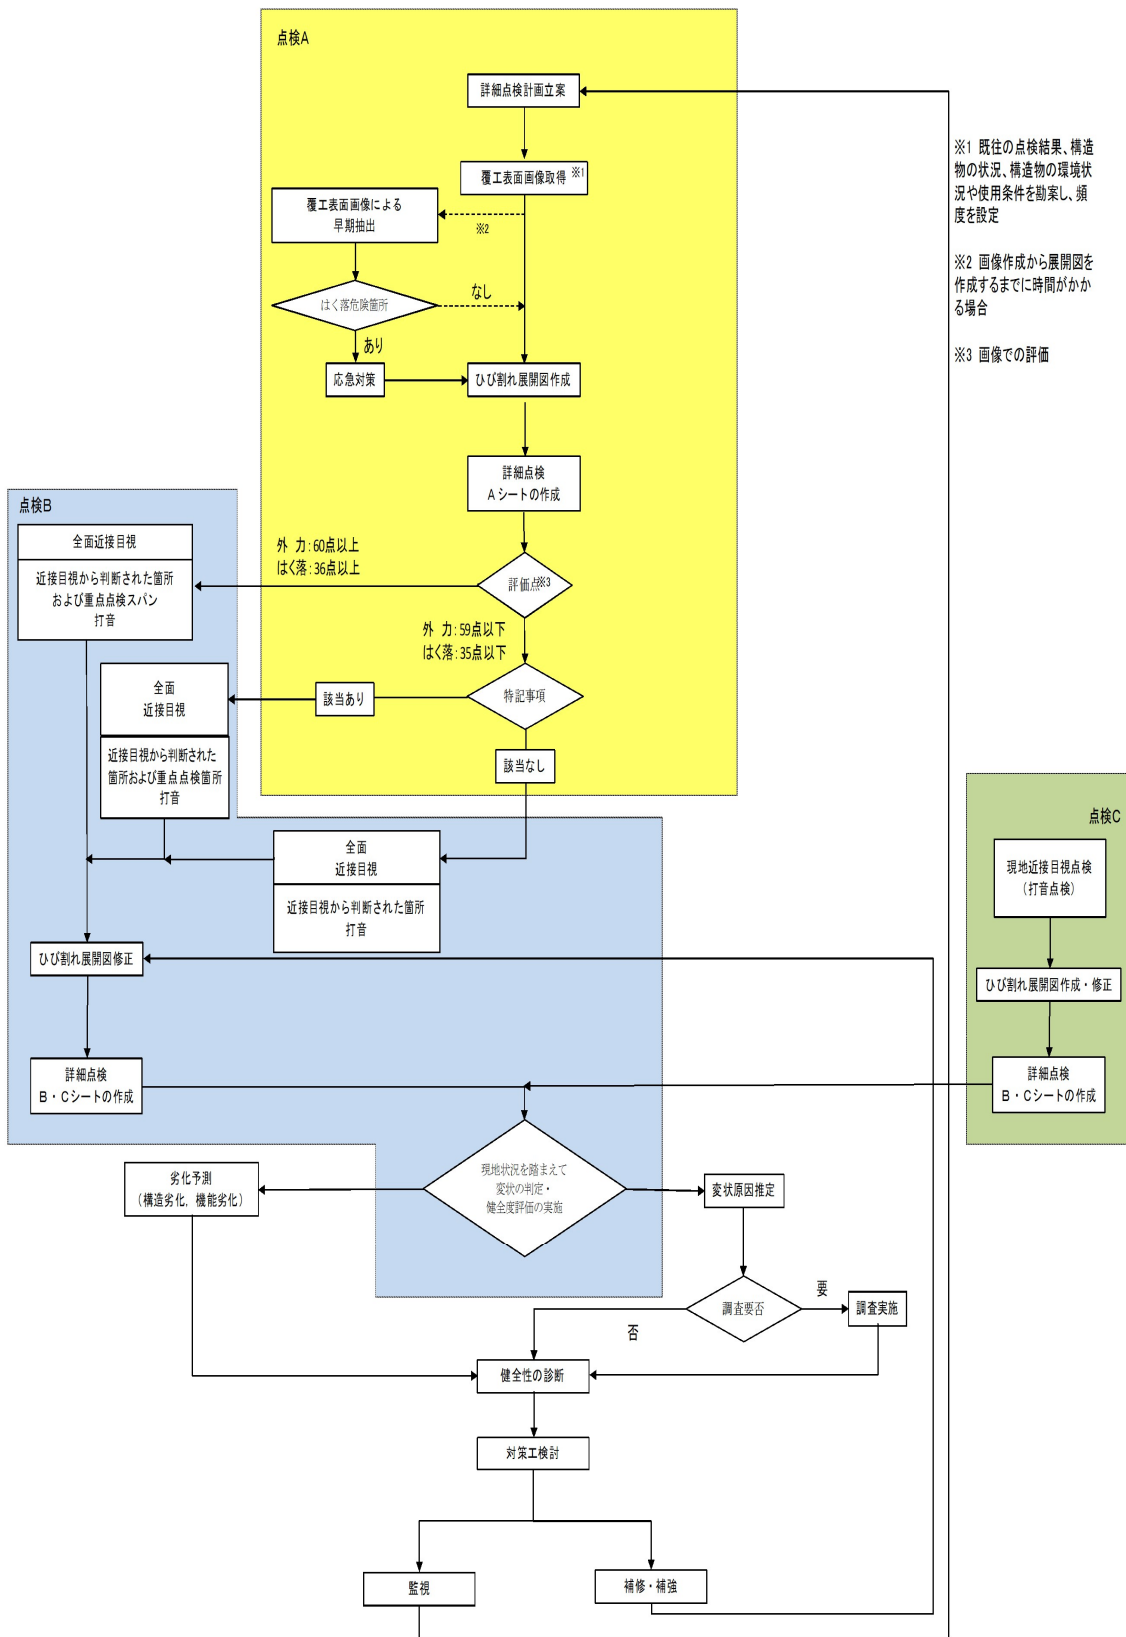 点検A
詳細点検計画立案
覆工表面画像取得※1
覆工表面画像による
早期抽出
※2
はく落危険箇所
なし
あり
応急対策
ひび割れ展開図作成
詳細点検
Aシートの作成
外 力:60点以上
はく落:36点以上
評価点※3
外 力:59点以下
はく落:35点以下
特記事項
該当あり
該当なし
※1 既往の点検結果、構造
物の状況、構造物の環境状
況や使用条件を勘案し、頻
度を設定
※2 画像作成から展開図を
作成するまでに時間がかか
る場合
※3 画像での評価
点検B
全面近接目視
近接目視から判断された箇所
および重点点検スパン
打音
全面
近接目視
近接目視から判断された
箇所および重点点検箇所
打音
全面
近接目視
近接目視から判断された箇所
打音
ひび割れ展開図修正
詳細点検
B・Cシートの作成
点検C
現地近接目視点検
(打音点検)
ひび割れ展開図作成・修正
詳細点検
B・Cシートの作成
現地状況を踏まえて
変状の判定・
健全度評価の実施
劣化予測
(構造劣化，機能劣化)
変状原因推定
調査要否
要
調査実施
否
健全性の診断
対策工検討
監視
補修・補強